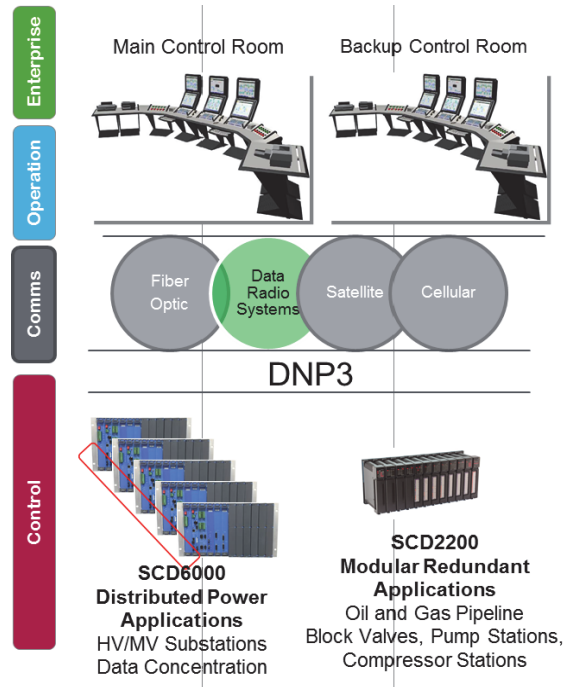 Enterprise
Main Control Room
Backup Control Room
Operation
Comms
Fiber
Optic
Data
Radio
Systems
Satellite
Cellular
DNP3
Control
SCD6000
Distributed Power
Applications
HV/MV Substations
Data Concentration
SCD2200
Modular Redundant
Applications
Oil and Gas Pipeline
Block Valves, Pump Stations,
Compressor Stations